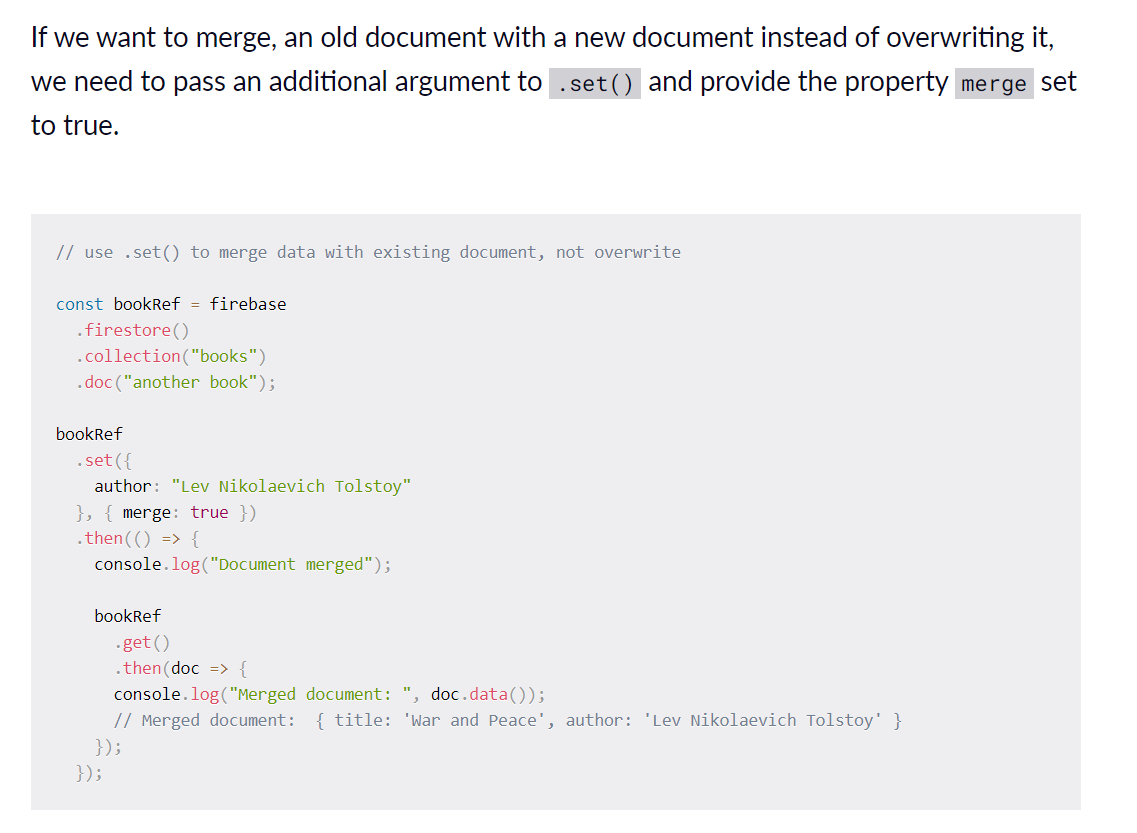 If we want to merge, an old document with a new document instead of overwriting it,
we need to pass an additional argument to .set() and provide the property merge set
to true.
// use .set() to merge data with existing document, not overwrite
const bookRef = firebase
.firestore()
.collection("books")
.doc("another book");
bookRef
.set({
author: "Lev Nikolaevich Tolstoy"
}, { merge: true })
.then(() => {
console.log("Document merged");
bookRef
.get()
.then(doc => {
console.log("Merged document: ", doc.data());
// Merged document:  { title: 'War and Peace', author: 'Lev Nikolaevich Tolstoy' }
});
});